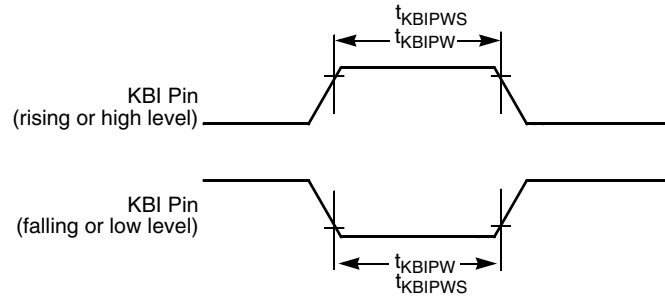 tKBIPWS
tKBIPW
KBI Pin
(rising or high level)
KBI Pin
(falling or low level)
tKBIPW
tKBIPWS